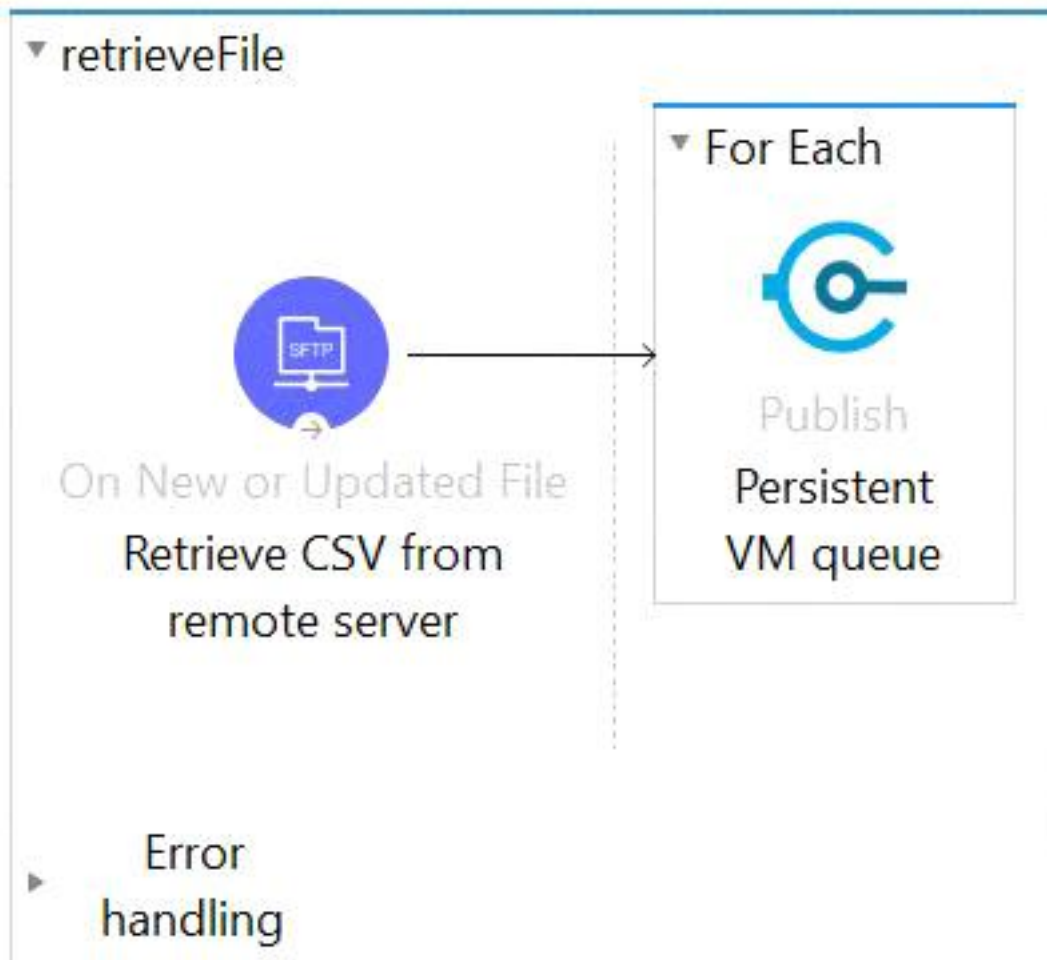 retrieveFile
For Each
SFTP
Publish
On New or Updated File
Persistent
VM queue
Retrieve CSV from
remote server
Error
handling